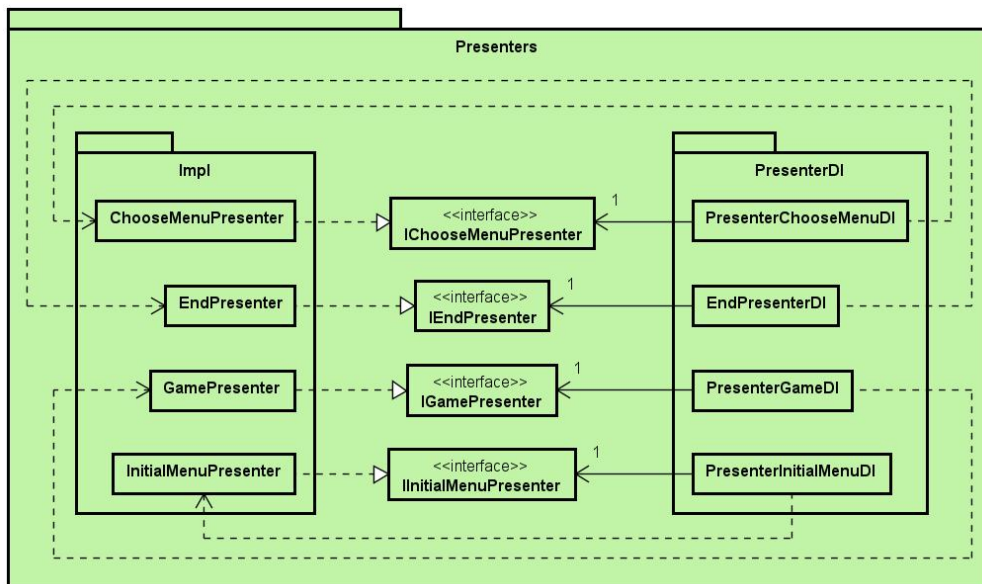 Presenters
Impl
PresenterDI
ChooseMenuPresenter
<<interface>>
IChooseMenuPresenter
1
PresenterChooseMenuDI
EndPresenter
<<interface>>
IEndPresenter
1
EndPresenterDI
GamePresenter
<<interface>>
IGamePresenter
1
PresenterGameDI
InitialMenuPresenter
<<interface>>
IInitialMenuPresenter
1
PresenterInitialMenuDI